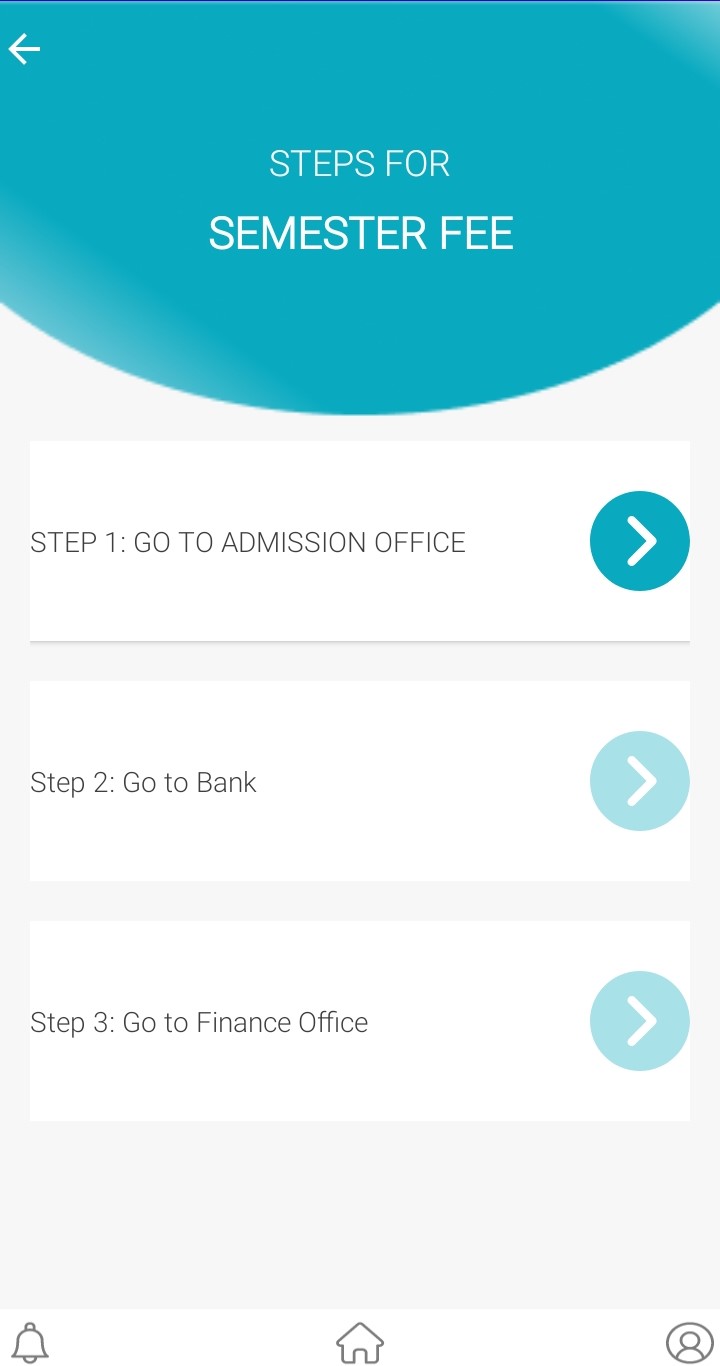 STEPS FOR
SEMESTER FEE
STEP 1: GO TO ADMISSION OFFICE
Step 2: Go to Bank
Step 3: Go to Finance Office